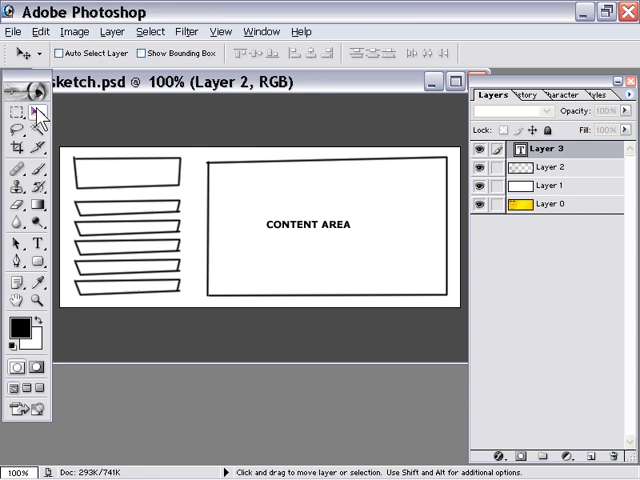 Adobe Photoshop
File Edit Image Layer Select Filter View Window Help
Auto Select Layer Show Bounding Box
sketch.psd @ 100% (Layer 2, RGB)
Layers story haracter tyles
Opacity: 100%
Lock: Fill: 100%
T Layer 3
Layer 2
Layer 1
Layer 0
CONTENT AREA
T
100% Doc: 293K/741K Click and drag to move layer or selection. Use Shift and Alt for additional options.